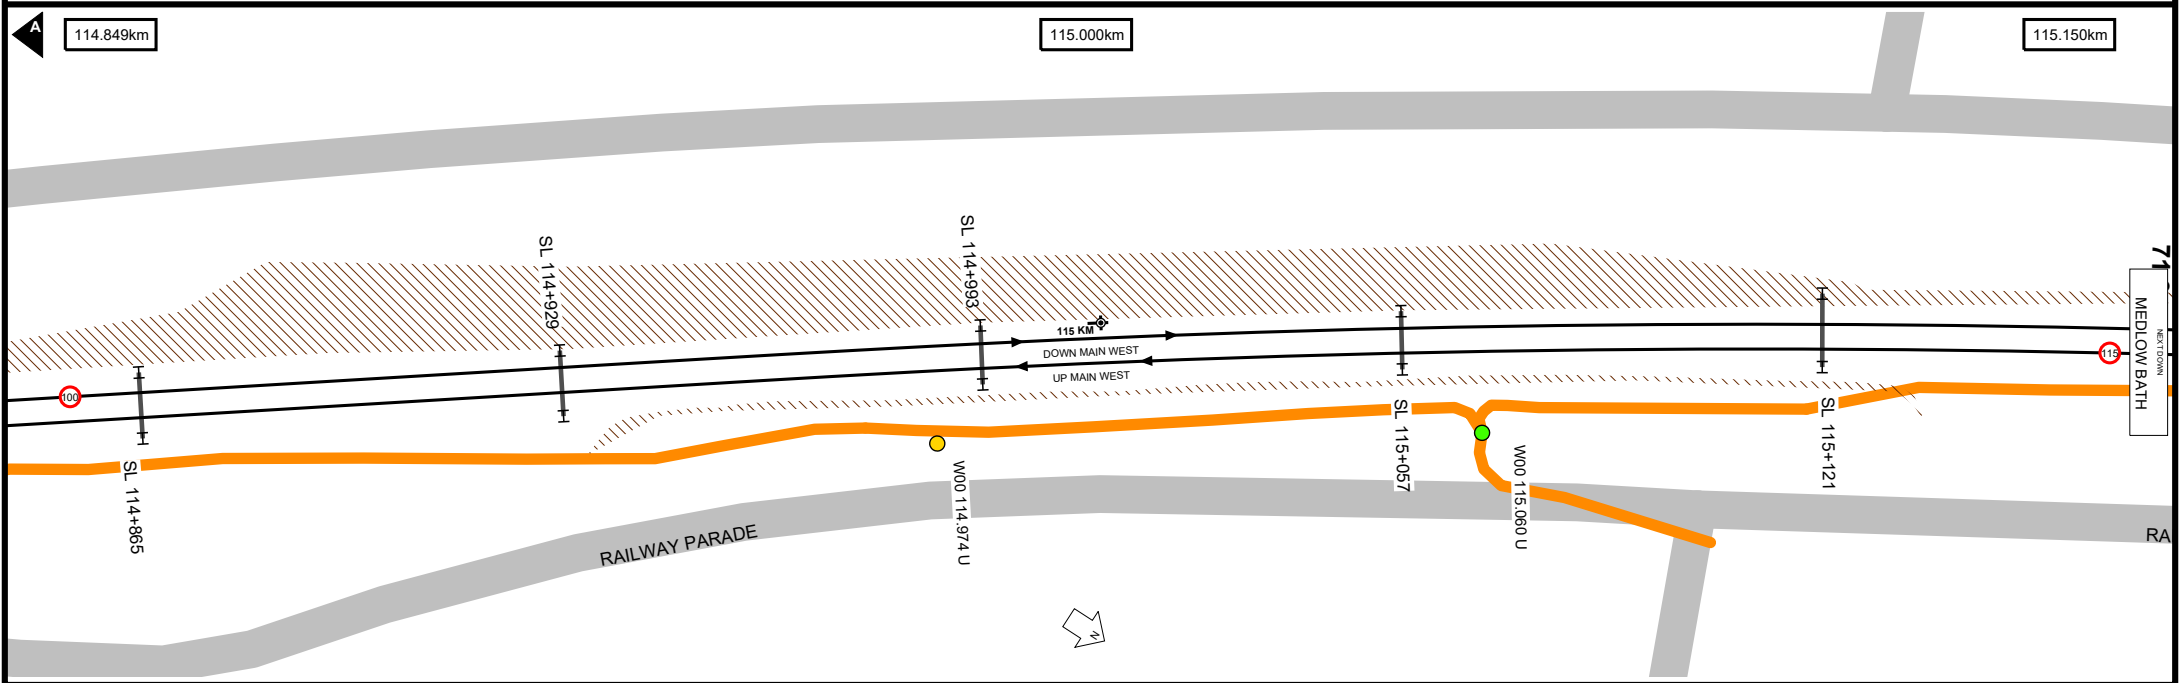 A
114.849km
115.000km
115.150km
SL 114+929
SL 114+993
115 KM
DOWN MAIN WEST
UP MAIN WEST
100
115
71
MEDLOW BATH
NEXT DOWN
SL 114+865
W00 114.974 U
SL 115+057
W00 115.060 U
SL 115+121
RAILWAY PARADE
RA
N